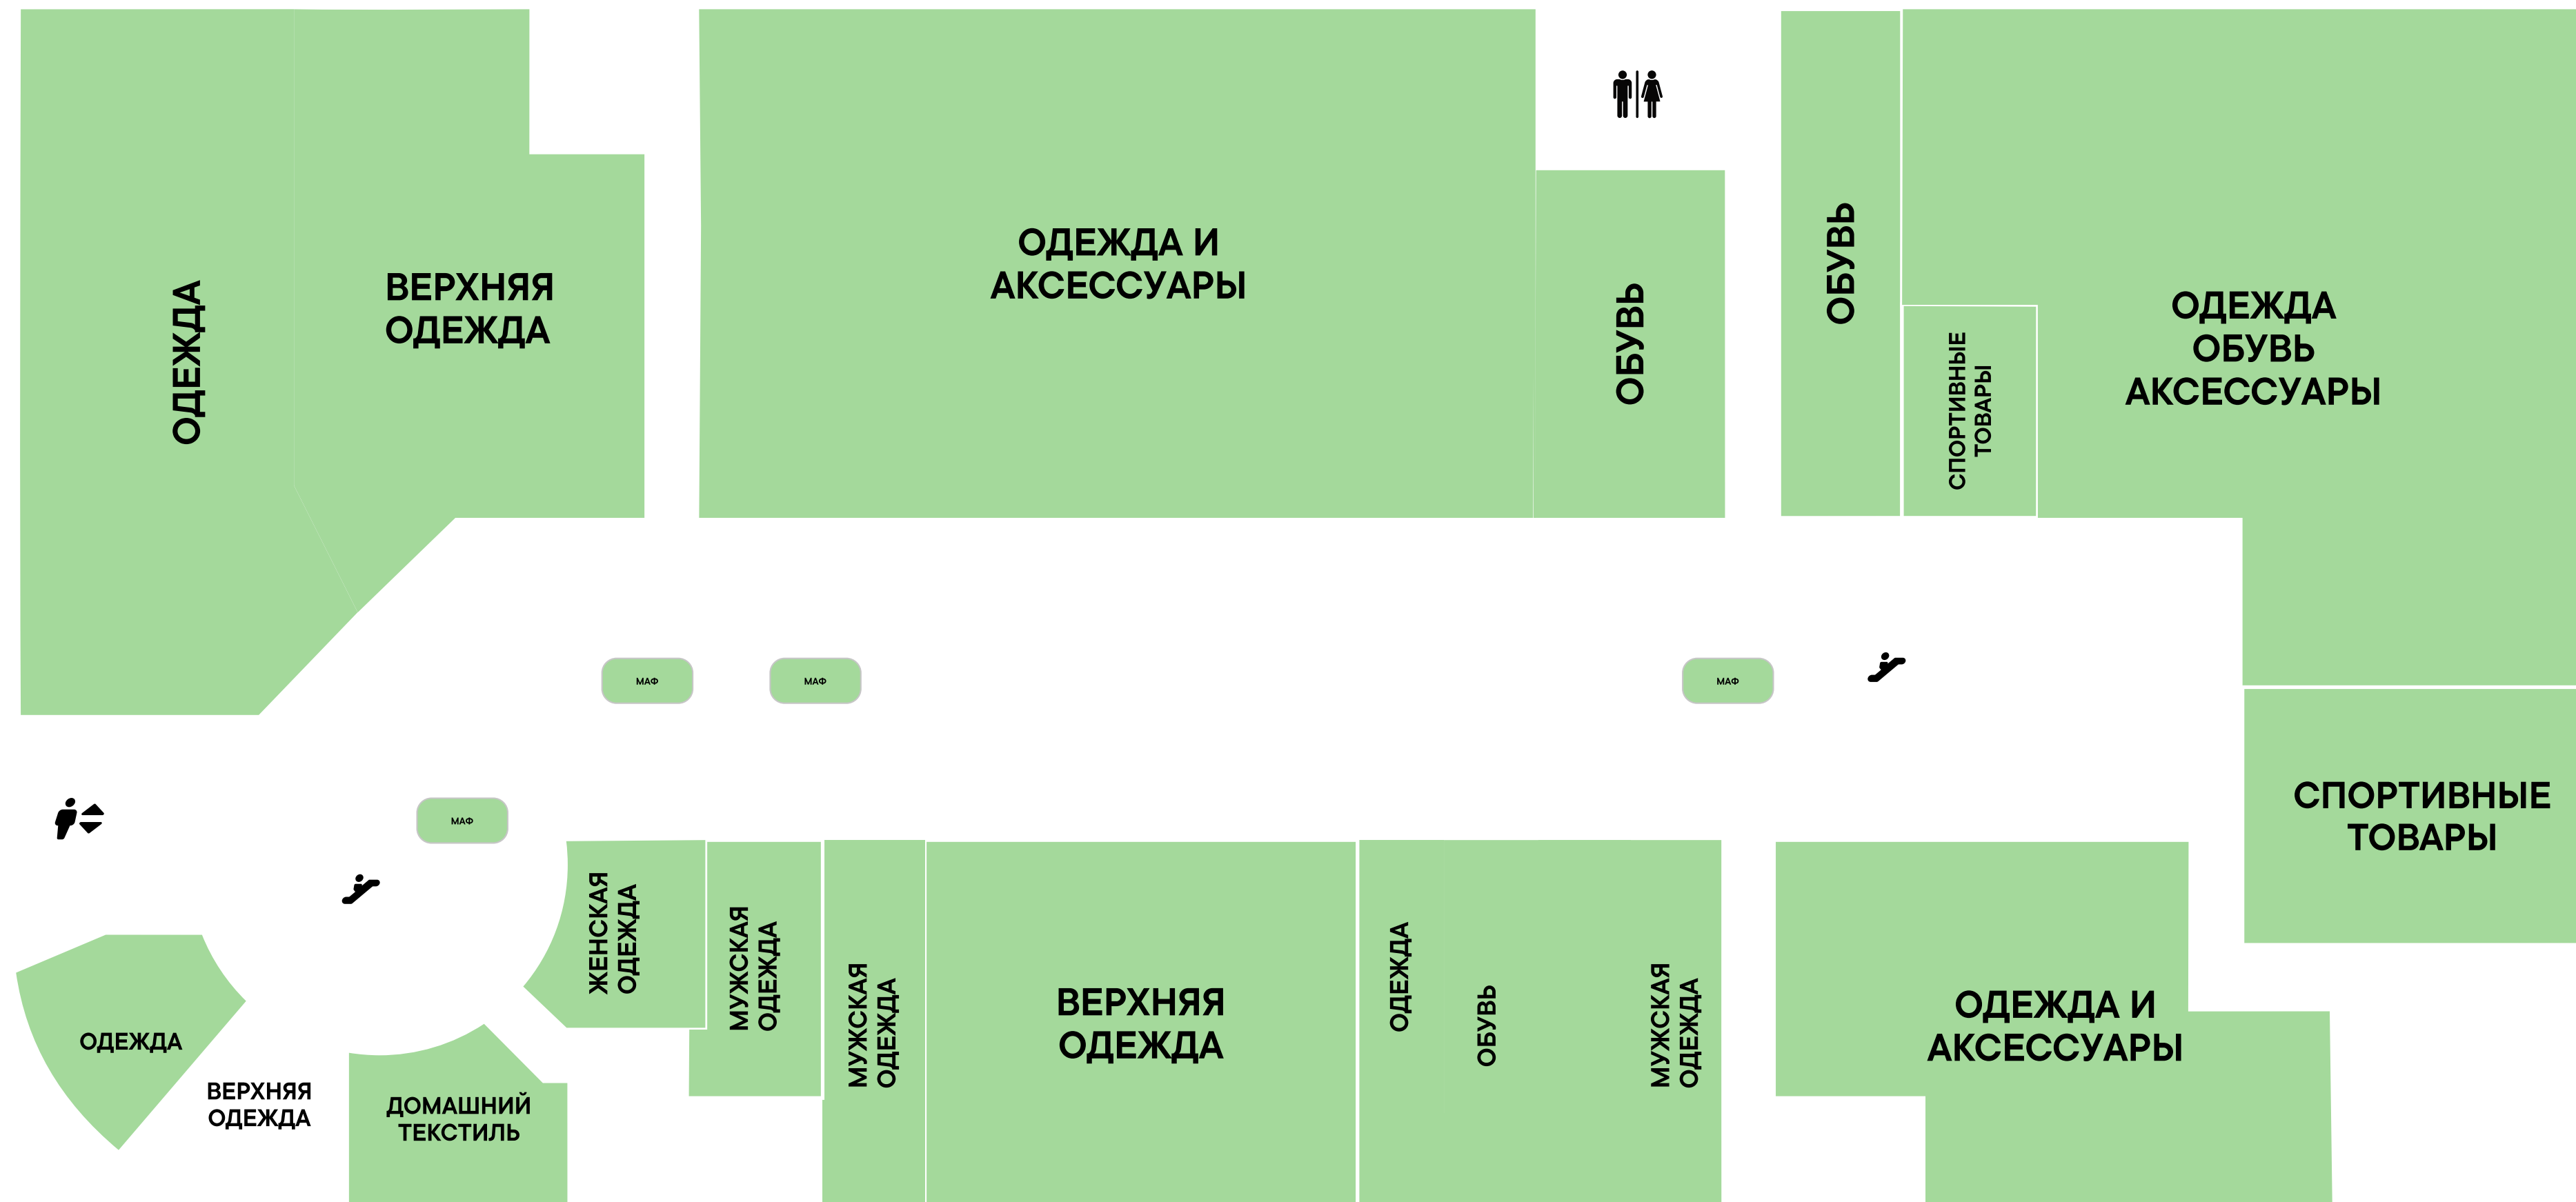 ОДЕЖДА
ВЕРХНЯЯ
ОДЕЖДА
ОДЕЖДА И
АКСЕССУАРЫ
ОБУВЬ
ОБУВЬ
СПОРТИВНЫЕ
ТОВАРЫ
ОДЕЖДА
ОБУВЬ
АКСЕССУАРЫ
МАФ
МАФ
МАФ
МАФ
СПОРТИВНЫЕ
ТОВАРЫ
ОДЕЖДА
ВЕРХНЯЯ
ОДЕЖДА
ДОМАШНИЙ
ТЕКСТИЛЬ
ЖЕНСКАЯ
ОДЕЖДА
МУЖСКАЯ
ОДЕЖДА
МУЖСКАЯ
ОДЕЖДА
ВЕРХНЯЯ
ОДЕЖДА
ОДЕЖДА
ОБУВЬ
МУЖСКАЯ
ОДЕЖДА
ОДЕЖДА И
АКСЕССУАРЫ